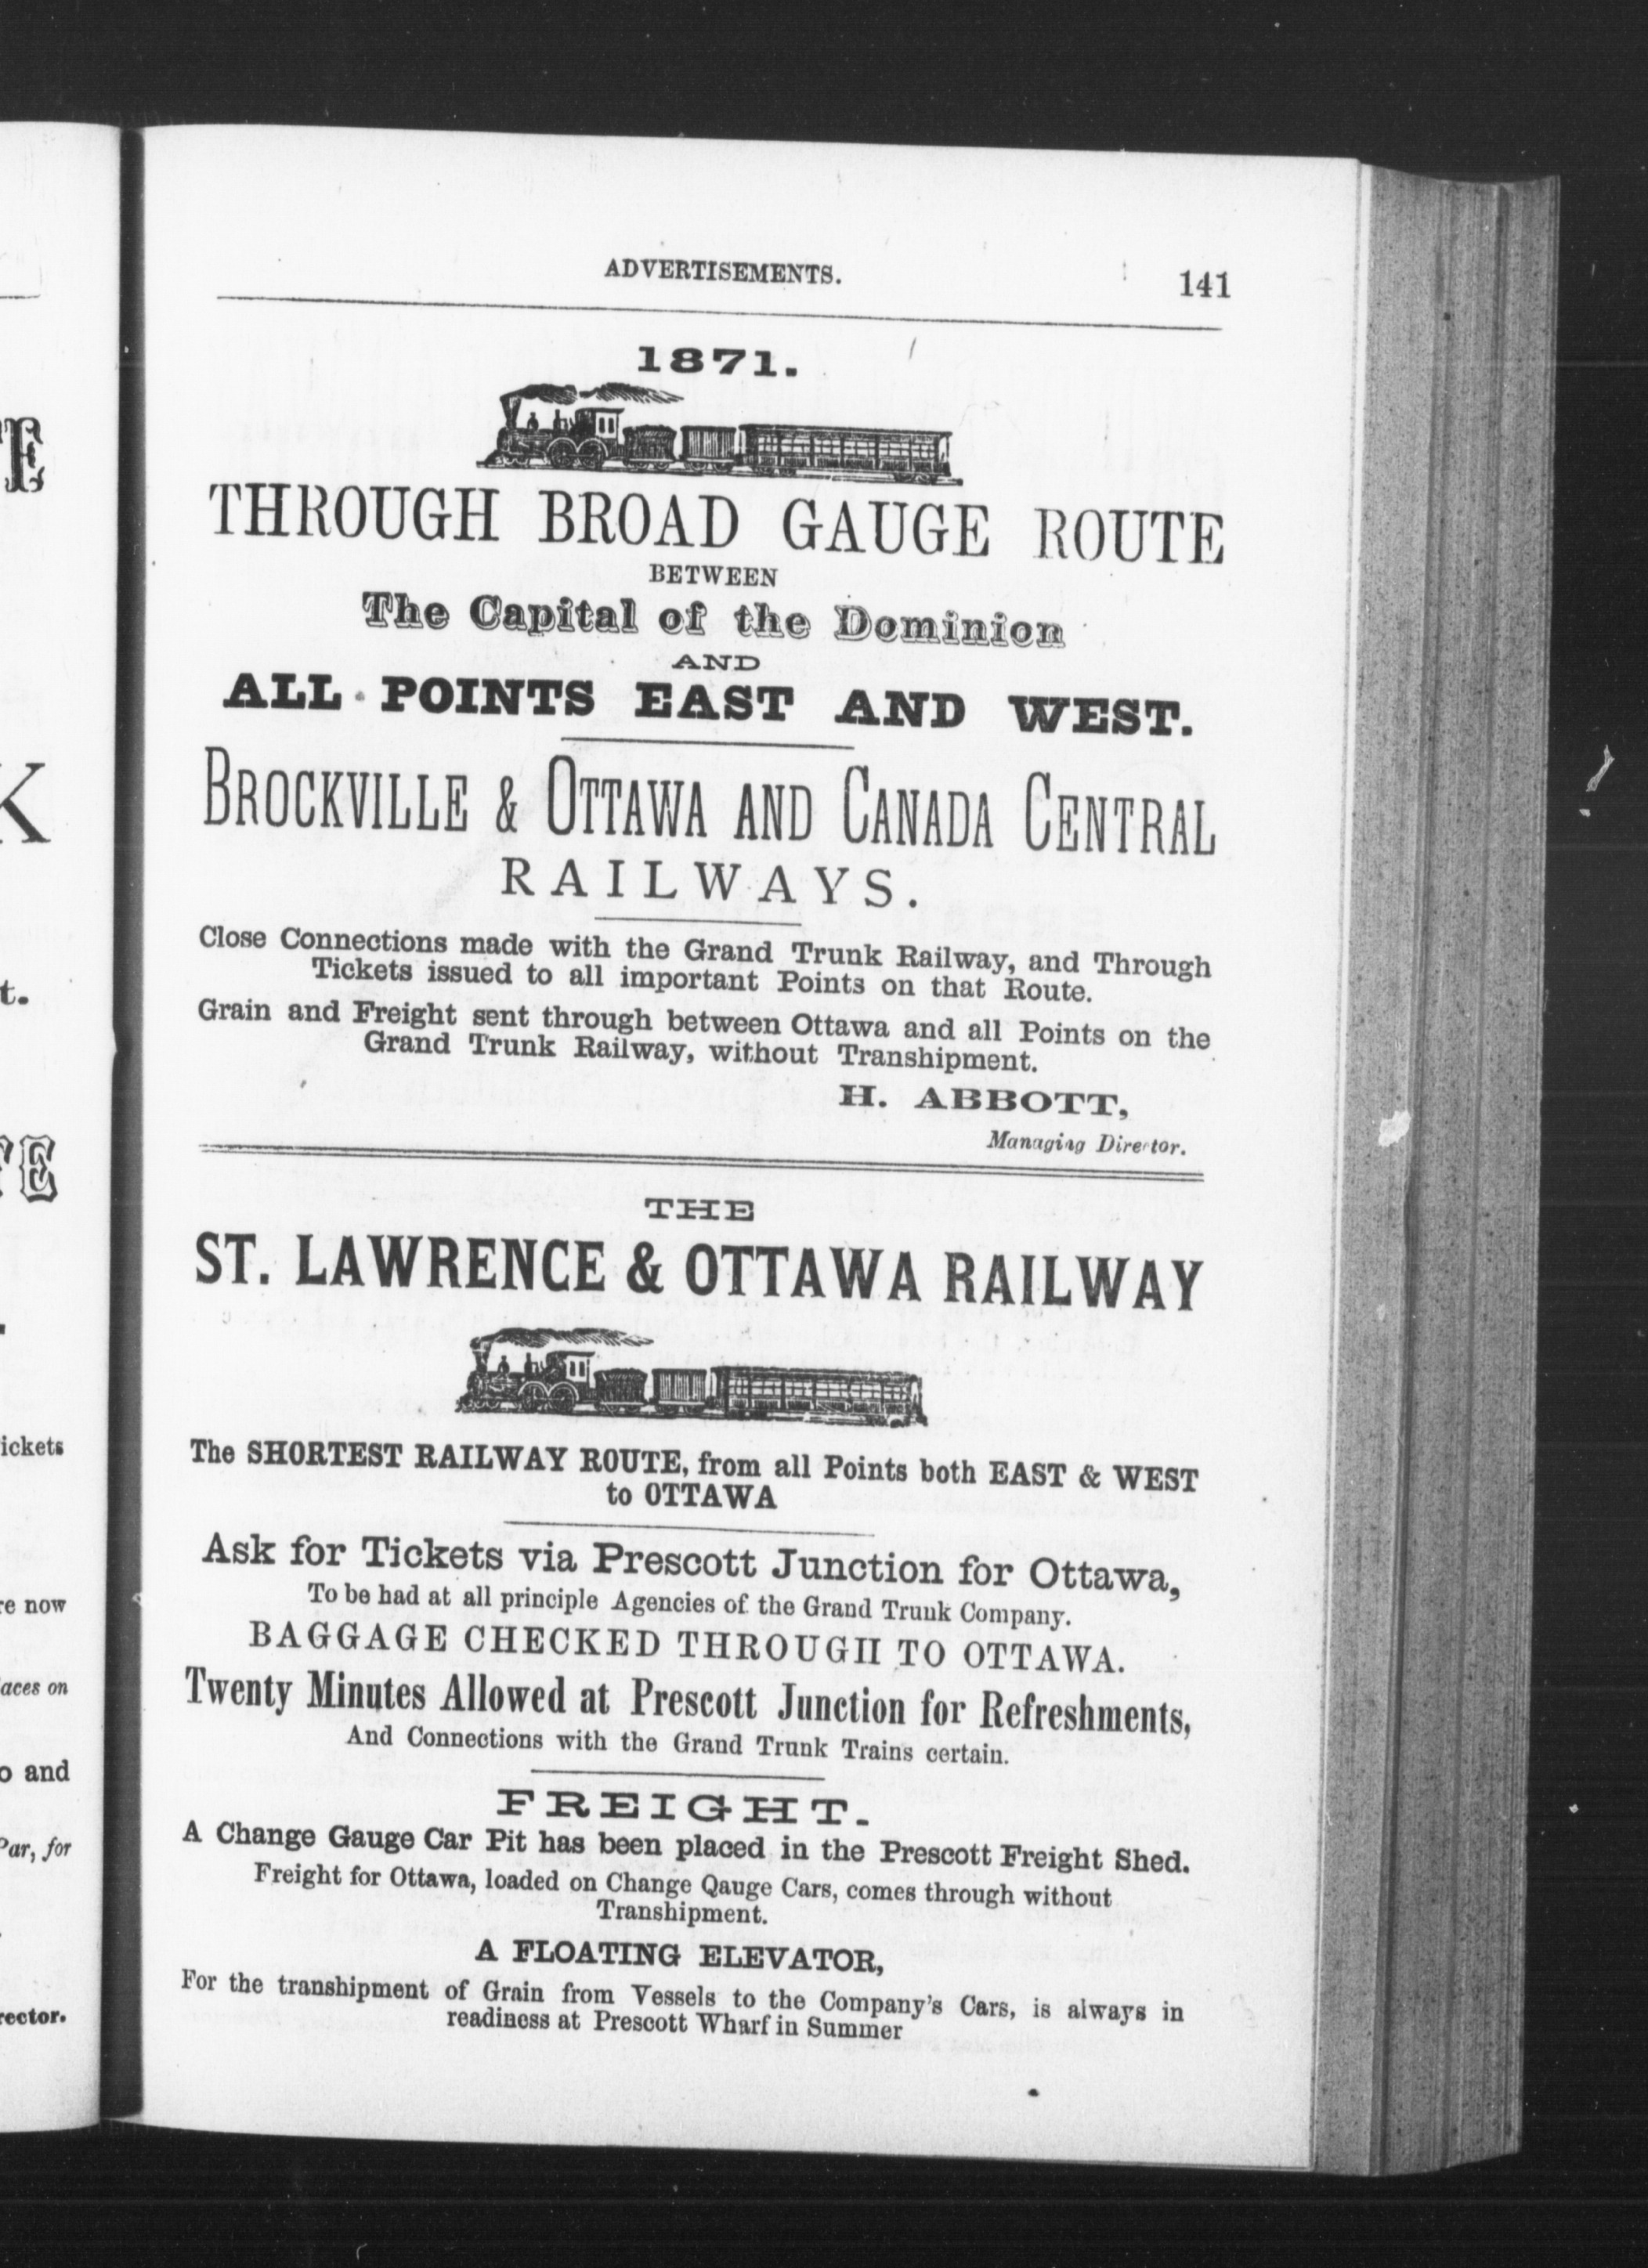 ADVERTISEMENTS. 141
1871.
THROUGH BROAD GAUGE ROUTE
BETWEEN
The Capital of the Dominion
AND
ALL POINTS EAST AND WEST.
BROCKVILLE & OTTAWA AND CANADA CENTRAL
RAILWAYS.
Close Connections made with the Grand Trunk Railway, and Through
Tickets issued to all important Points on that Route.
Grain and Freight sent through between Ottawa and all Points on the
Grand Trunk Railway, without Transhipment.
H. ABBOTT,
Managing Director.
THE
ST. LAWRENCE & OTTAWA RAILWAY
The SHORTEST RAILWAY ROUTE, from all Points both EAST & WEST
to OTTAWA
Ask for Tickets via Prescott Junction for Ottawa,
To be had at all principle Agencies of the Grand Trunk Company.
BAGGAGE CHECKED THROUGH TO OTTAWA.
Twenty Minutes Allowed at Prescott Junction for Refreshments,
And Connections with the Grand Trunk Trains certain.
FREIGHT.
A Change Gauge Car Pit has been placed in the Prescott Freight Shed.
Freight for Ottawa, loaded on Change Qauge Cars, comes through without
Transhipment.
A FLOATING ELEVATOR,
For the transhipment of Grain from Vessels to the Company's Cars, is always in
readiness at Prescott Wharf in Summer